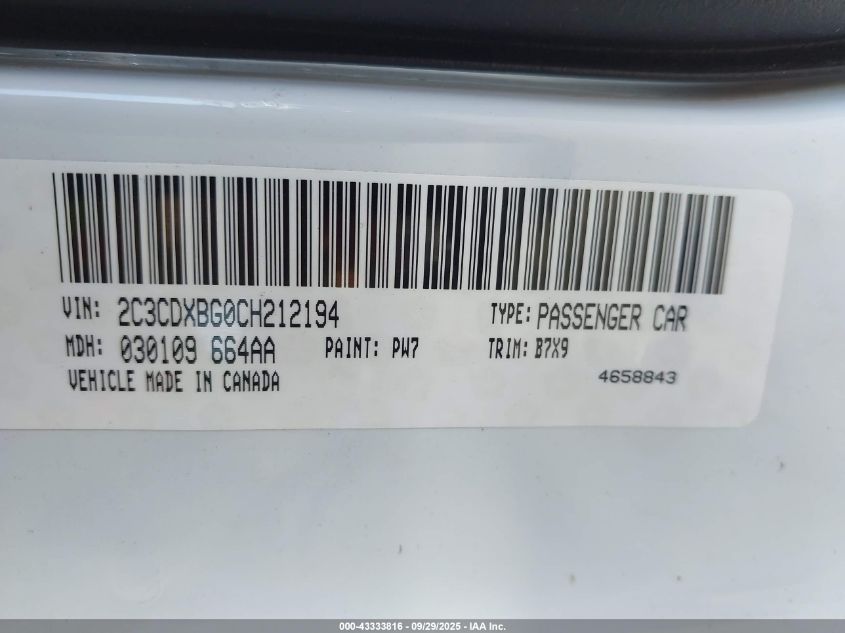 VIN: 2C3CDXBG0CH212194 TYPE: PASSENGER CAR
MDH: 030109 664AA PAINT: PW7 TRIM: B7X9
VEHICLE MADE IN CANADA 4658843
000-43333816 - 09/29/2025 - IAA Inc.